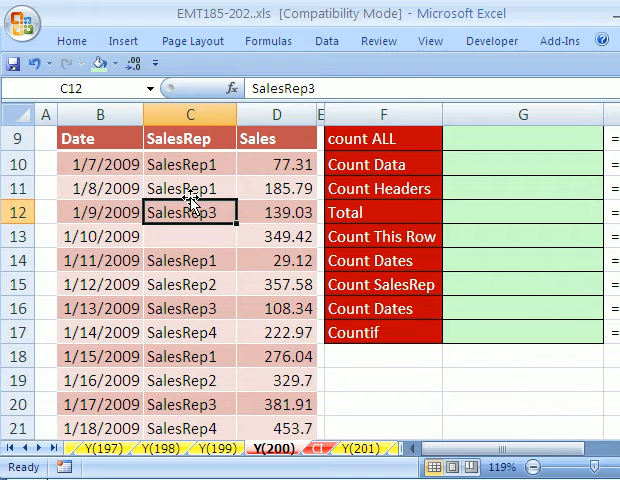 EMT185-202..xls [Compatibility Mode] - Microsoft Excel
Home Insert Page Layout Formulas Data Review Developer Add-Ins
C12 fx SalesRep3
A B C D E F G
9 Date SalesRep Sales count ALL =
10 1/7/2009 SalesRep1 77.31 Count Data =
11 1/8/2009 SalesRep1 185.79 Count Headers =
12 1/9/2009 SalesRep3 139.03 Total =
13 1/10/2009 349.42 Count This Row =
14 1/11/2009 SalesRep1 29.12 Count Dates =
15 1/12/2009 SalesRep2 357.58 Count SalesRep =
16 1/13/2009 SalesRep3 108.34 Count Dates =
17 1/14/2009 SalesRep4 222.97 Countif =
18 1/15/2009 SalesRep1 276.04
19 1/16/2009 SalesRep2 329.7
20 1/17/2009 SalesRep3 381.91
21 1/18/2009 SalesRep4 453.7
Y(197) Y(198) Y(199) Y(200) Y(201)
Ready 119%